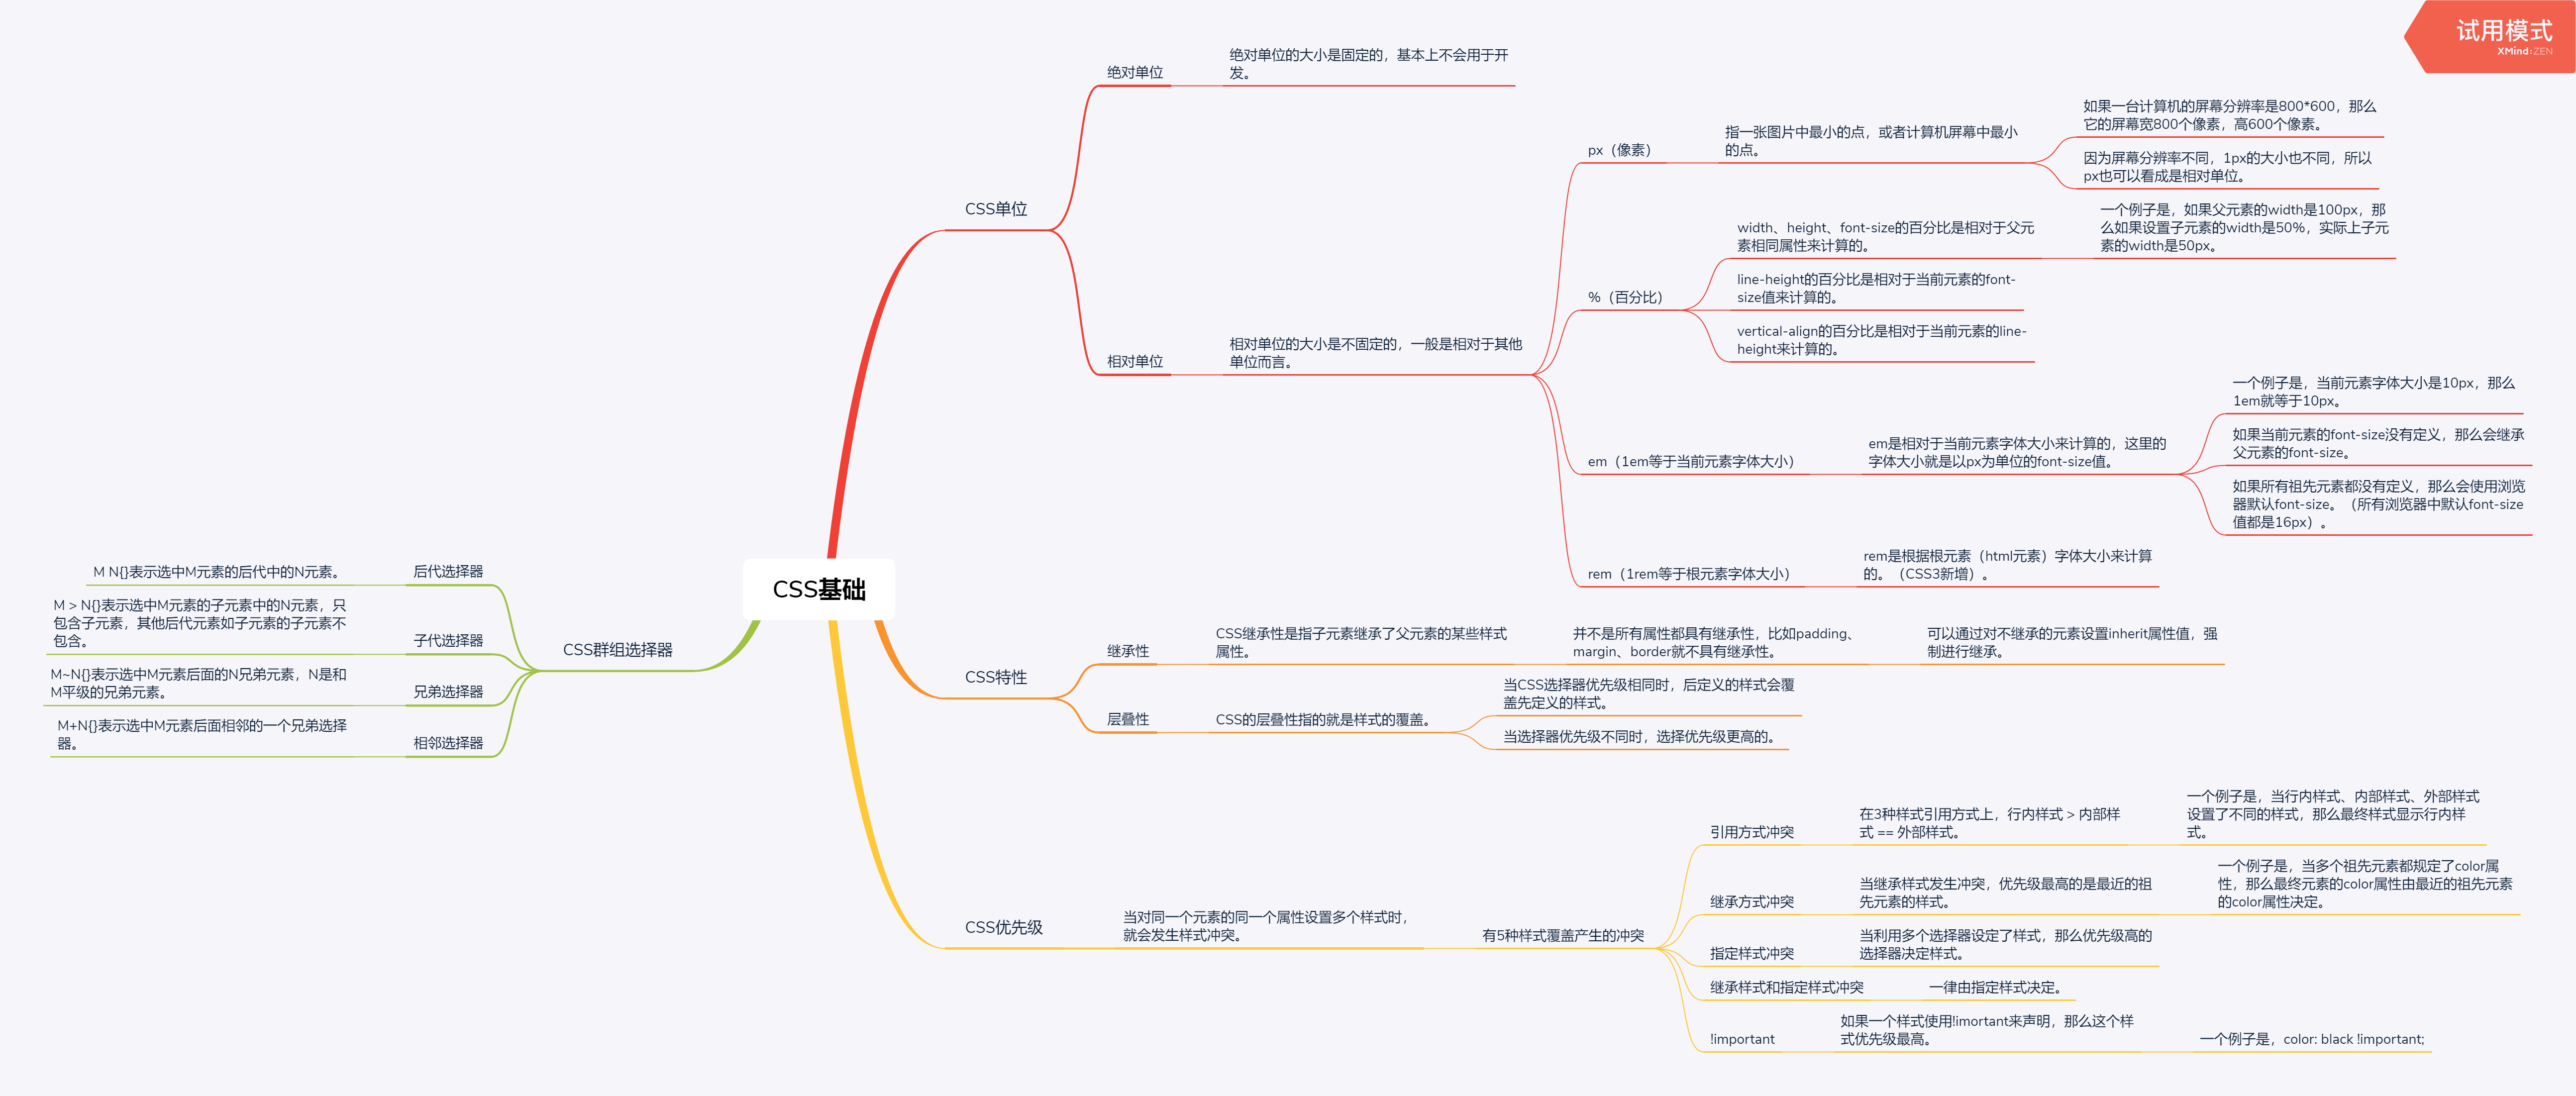 试用模式
XMind:ZEN
CSS基础
CSS单位
绝对单位
绝对单位的大小是固定的，基本上不会用于开
发。
相对单位
相对单位的大小是不固定的，一般是相对于其他
单位而言。
px（像素）
指一张图片中最小的点，或者计算机屏幕中最小
的点。
如果一台计算机的屏幕分辨率是800*600，那么
它的屏幕宽800个像素，高600个像素。
因为屏幕分辨率不同，1px的大小也不同，所以
px也可以看成是相对单位。
%（百分比）
width、height、font-size的百分比是相对于父元
素相同属性来计算的。
一个例子是，如果父元素的width是100px，那
么如果设置子元素的width是50%，实际上子元
素的width是50px。
line-height的百分比是相对于当前元素的font-
size值来计算的。
vertical-align的百分比是相对于当前元素的line-
height来计算的。
em（1em等于当前元素字体大小）
em是相对于当前元素字体大小来计算的，这里的
字体大小就是以px为单位的font-size值。
一个例子是，当前元素字体大小是10px，那么
1em就等于10px。
如果当前元素的font-size没有定义，那么会继承
父元素的font-size。
如果所有祖先元素都没有定义，那么会使用浏览
器默认font-size。（所有浏览器中默认font-size
值都是16px）。
rem（1rem等于根元素字体大小）
rem是根据根元素（html元素）字体大小来计算
的。（CSS3新增）。
CSS特性
继承性
CSS继承性是指子元素继承了父元素的某些样式
属性。
并不是所有属性都具有继承性，比如padding、
margin、border就不具有继承性。
可以通过对不继承的元素设置inherit属性值，强
制进行继承。
层叠性
CSS的层叠性指的就是样式的覆盖。
当CSS选择器优先级相同时，后定义的样式会覆
盖先定义的样式。
当选择器优先级不同时，选择优先级更高的。
CSS优先级
当对同一个元素的同一个属性设置多个样式时，
就会发生样式冲突。
有5种样式覆盖产生的冲突
引用方式冲突
在3种样式引用方式上，行内样式 > 内部样
式 == 外部样式。
一个例子是，当行内样式、内部样式、外部样式
设置了不同的样式，那么最终样式显示行内样
式。
继承方式冲突
当继承样式发生冲突，优先级最高的是最近的祖
先元素的样式。
一个例子是，当多个祖先元素都规定了color属
性，那么最终元素的color属性由最近的祖先元素
的color属性决定。
指定样式冲突
当利用多个选择器设定了样式，那么优先级高的
选择器决定样式。
继承样式和指定样式冲突
一律由指定样式决定。
!important
如果一个样式使用!imortant来声明，那么这个样
式优先级最高。
一个例子是，color: black !important;
CSS群组选择器
后代选择器
M N{}表示选中M元素的后代中的N元素。
子代选择器
M > N{}表示选中M元素的子元素中的N元素，只
包含子元素，其他后代元素如子元素的子元素不
包含。
兄弟选择器
M~N{}表示选中M元素后面的N兄弟元素，N是和
M平级的兄弟元素。
相邻选择器
M+N{}表示选中M元素后面相邻的一个兄弟选择
器。